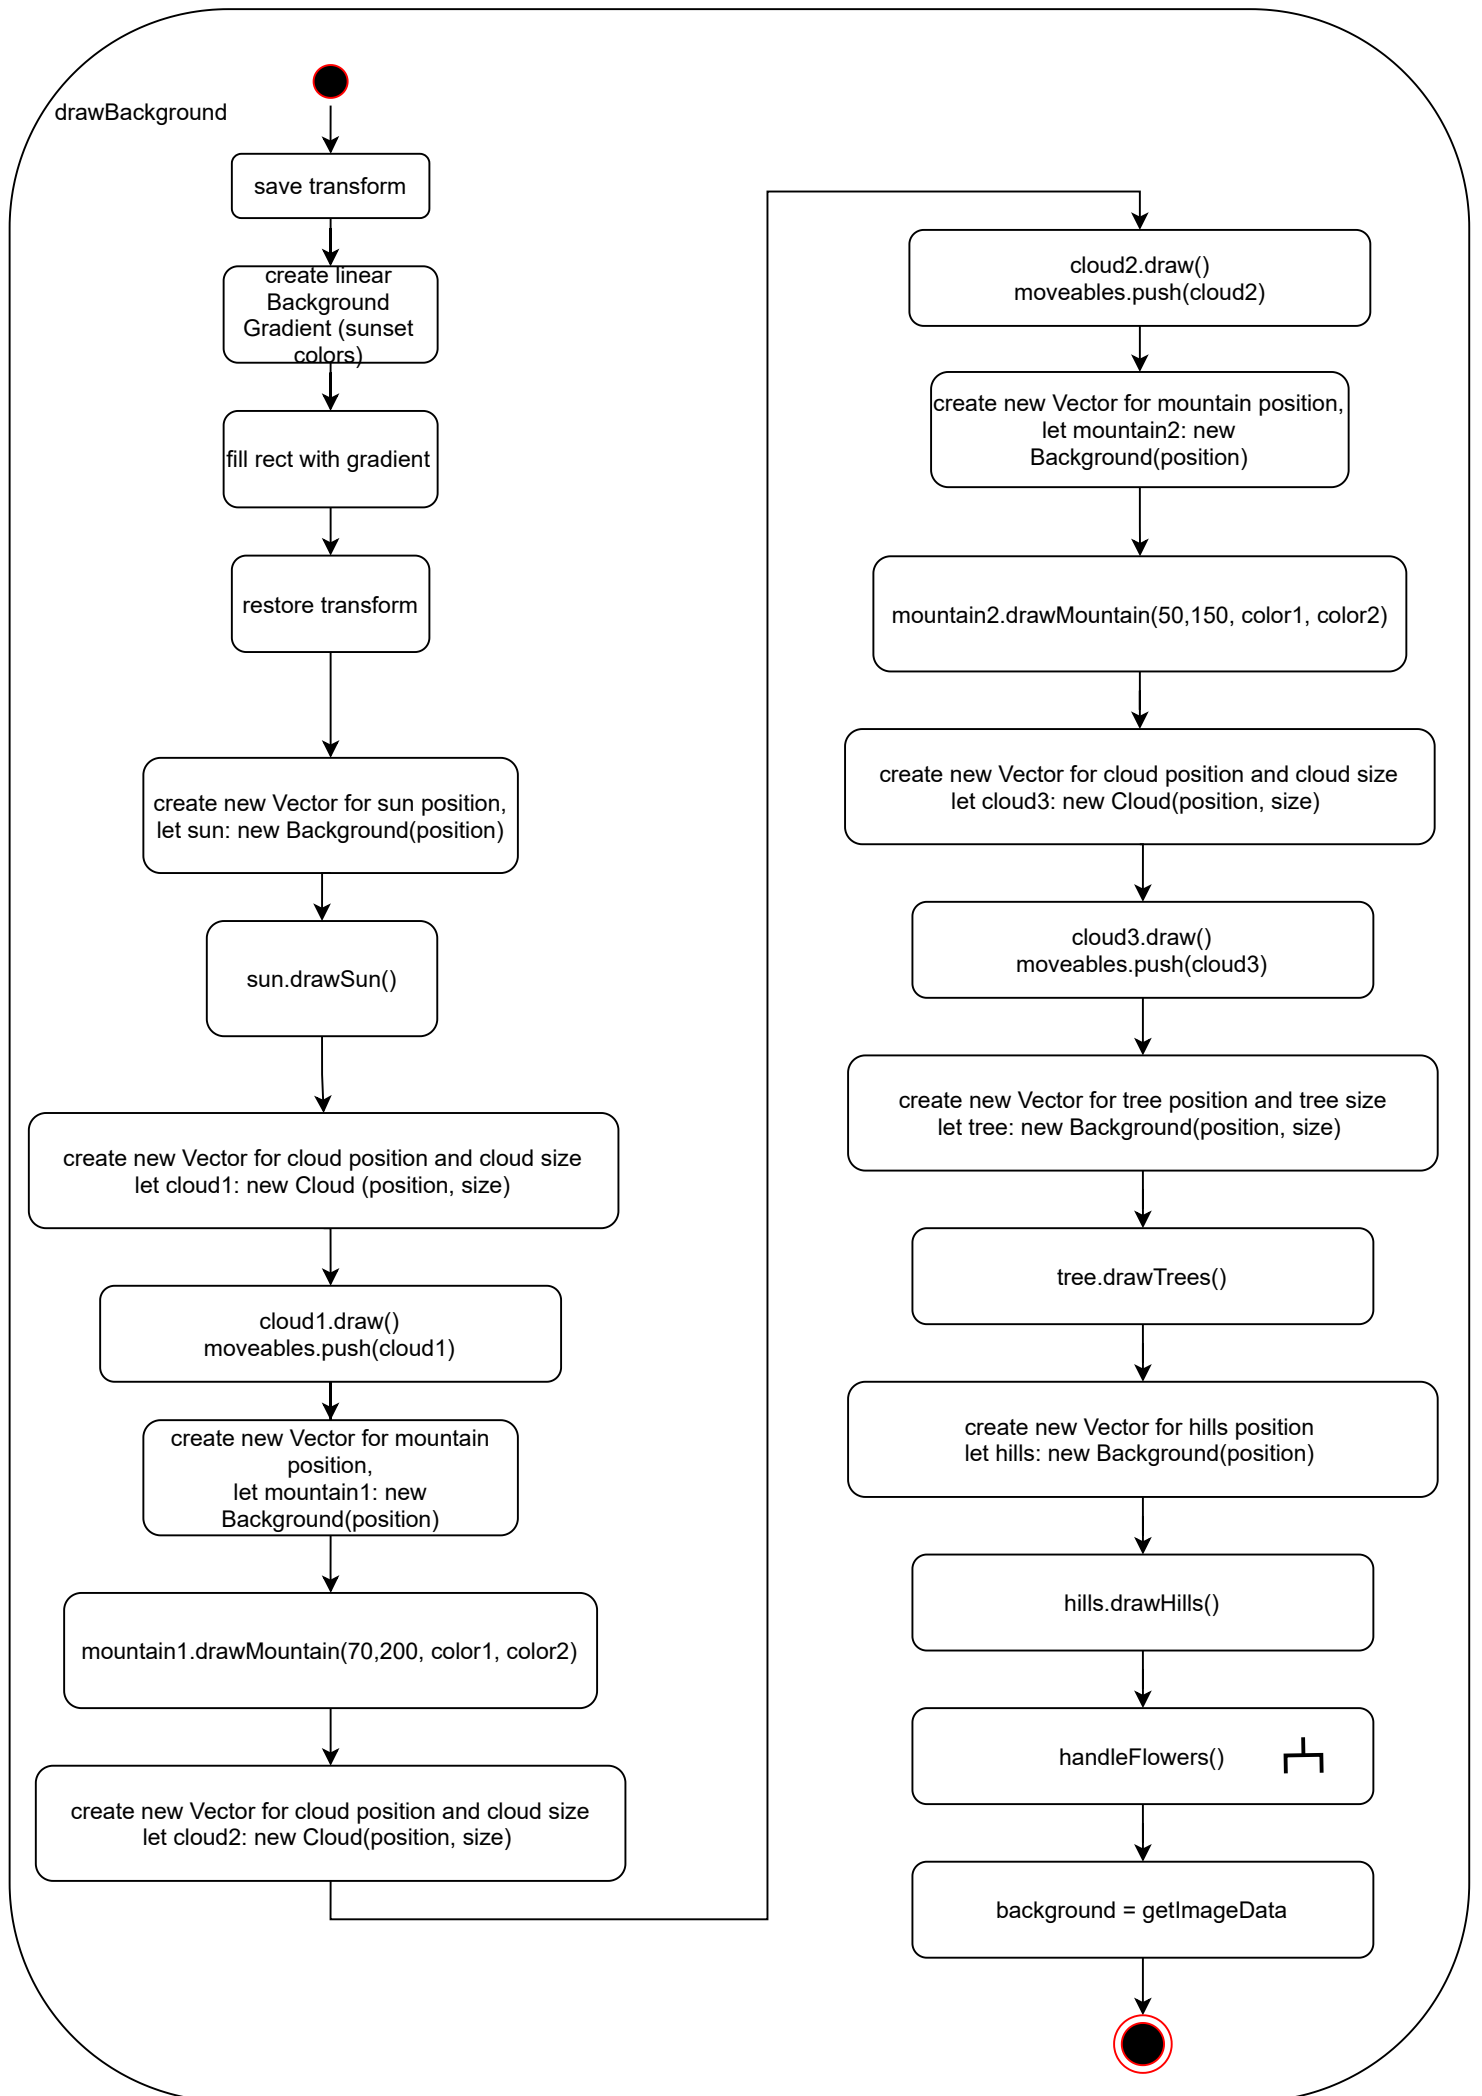 drawBackground
save transform
create linear
Background
Gradient (sunset
colors)
fill rect with gradient
restore transform
create new Vector for sun position,
let sun: new Background(position)
sun.drawSun()
create new Vector for cloud position and cloud size
let cloud1: new Cloud (position, size)
cloud1.draw()
moveables.push(cloud1)
create new Vector for mountain
position,
let mountain1: new
Background(position)
mountain1.drawMountain(70,200, color1, color2)
create new Vector for cloud position and cloud size
let cloud2: new Cloud(position, size)
cloud2.draw()
moveables.push(cloud2)
create new Vector for mountain position,
let mountain2: new
Background(position)
mountain2.drawMountain(50,150, color1, color2)
create new Vector for cloud position and cloud size
let cloud3: new Cloud(position, size)
cloud3.draw()
moveables.push(cloud3)
create new Vector for tree position and tree size
let tree: new Background(position, size)
tree.drawTrees()
create new Vector for hills position
let hills: new Background(position)
hills.drawHills()
handleFlowers()
background = getImageData